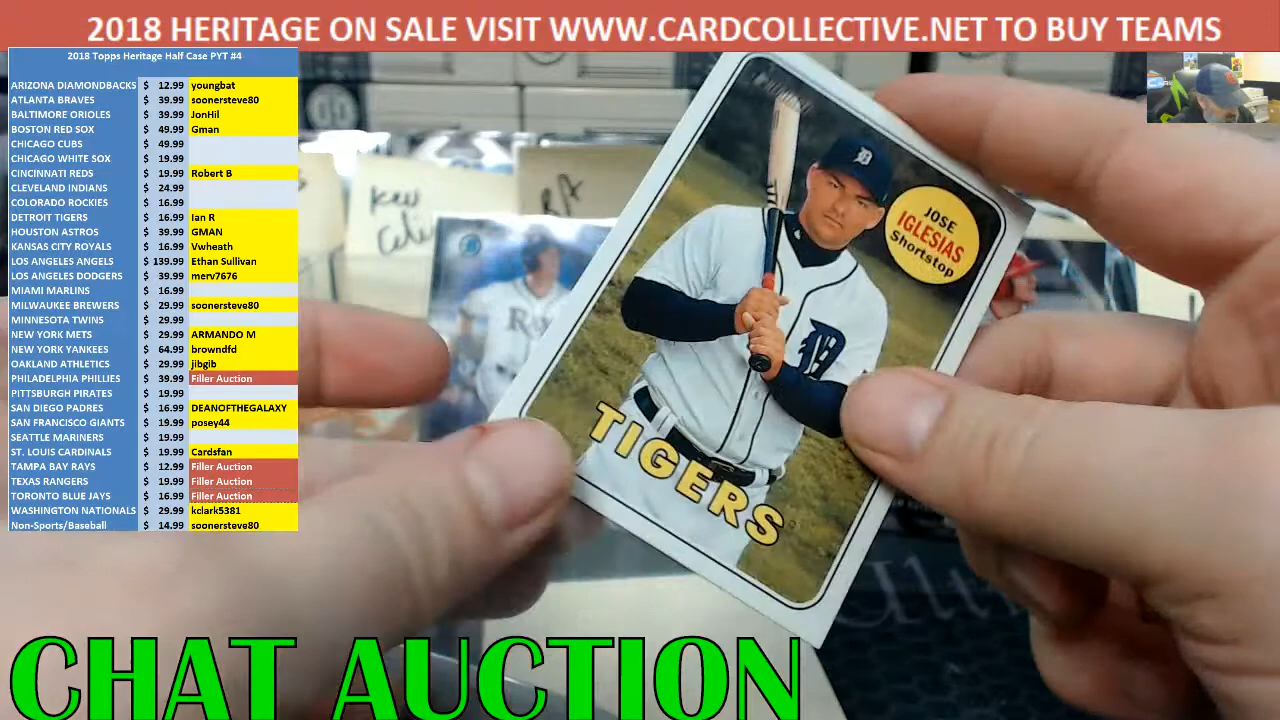 2018 HERITAGE ON SALE VISIT WWW.CARDCOLLECTIVE.NET TO BUY TEAMS
2018 Topps Heritage Half Case PYT #4
ARIZONA DIAMONDBACKS $ 12.99 youngbat
ATLANTA BRAVES $ 39.99 soonersteve80
BALTIMORE ORIOLES $ 39.99 JonHil
BOSTON RED SOX $ 49.99 Gman
CHICAGO CUBS $ 49.99
CHICAGO WHITE SOX $ 19.99
CINCINNATI REDS $ 19.99 Robert B
CLEVELAND INDIANS $ 24.99
COLORADO ROCKIES $ 16.99
DETROIT TIGERS $ 16.99 Ian R
HOUSTON ASTROS $ 39.99 GMAN
KANSAS CITY ROYALS $ 16.99 Vwheath
LOS ANGELES ANGELS $ 139.99 Ethan Sullivan
LOS ANGELES DODGERS $ 39.99 merv7676
MIAMI MARLINS $ 16.99
MILWAUKEE BREWERS $ 29.99 soonersteve80
MINNESOTA TWINS $ 29.99
NEW YORK METS $ 29.99 ARMANDO M
NEW YORK YANKEES $ 64.99 browndfd
OAKLAND ATHLETICS $ 29.99 jibgib
PHILADELPHIA PHILLIES $ 39.99 Filler Auction
PITTSBURGH PIRATES $ 19.99
SAN DIEGO PADRES $ 16.99 DEANOFTHEGALAXY
SAN FRANCISCO GIANTS $ 19.99 posey44
SEATTLE MARINERS $ 19.99
ST. LOUIS CARDINALS $ 19.99 Cardsfan
TAMPA BAY RAYS $ 12.99 Filler Auction
TEXAS RANGERS $ 19.99 Filler Auction
TORONTO BLUE JAYS $ 16.99 Filler Auction
WASHINGTON NATIONALS $ 29.99 kclark5381
Non-Sports/Baseball $ 14.99 soonersteve80
JOSE
IGLESIAS
Shortstop
D
D
TIGERS
CHAT AUCTION